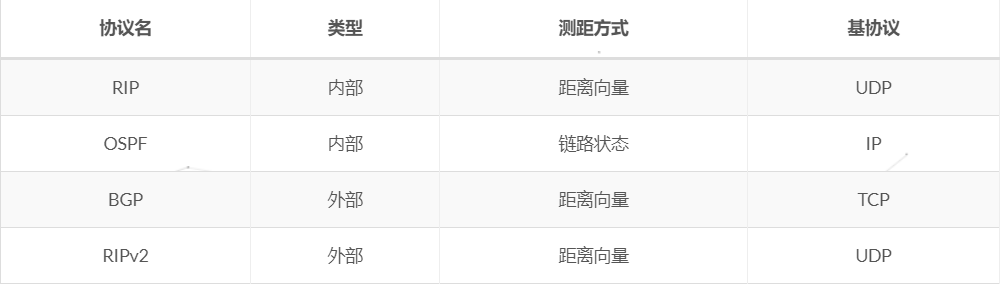 协议名 类型 测距方式 基协议
RIP 内部 距离向量 UDP
OSPF 内部 链路状态 IP
BGP 外部 距离向量 TCP
RIPv2 外部 距离向量 UDP